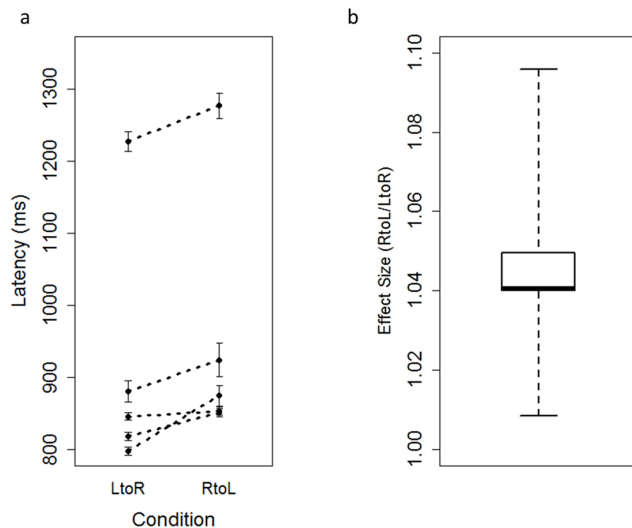 a
Latency (ms)
1300
1200
1100
1000
900
800
LtoR RtoL
Condition
b
Effect Size (RtoL/LtoR)
1.10
1.08
1.06
1.04
1.02
1.00